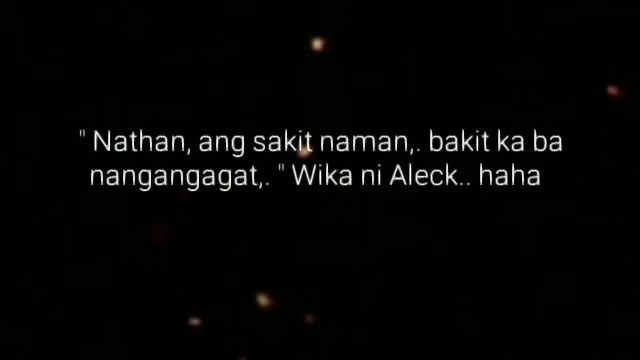 " Nathan, ang sakit naman,. bakit ka ba
nangangagat,. " Wika ni Aleck.. haha